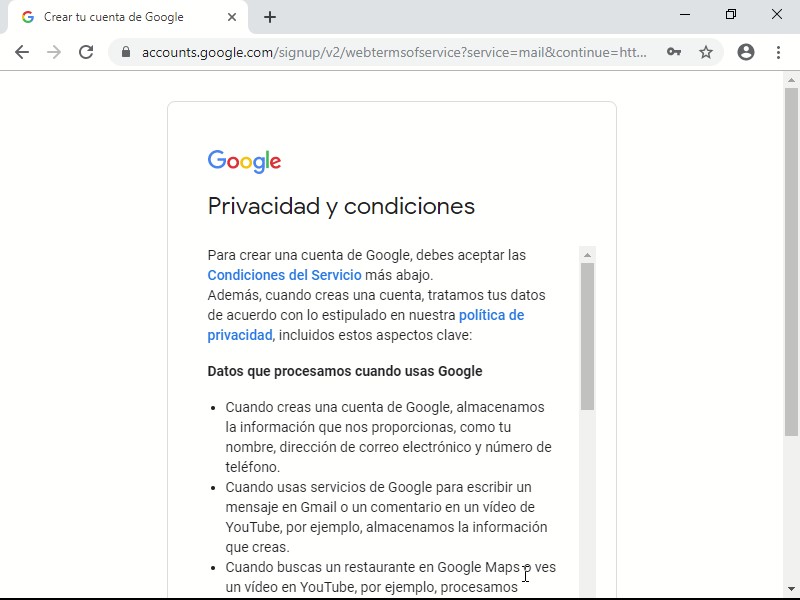 Crear tu cuenta de Google
accounts.google.com/signup/v2/webtermsofservice?service=mail&continue=htt...
Google
Privacidad y condiciones
Para crear una cuenta de Google, debes aceptar las
Condiciones del Servicio más abajo.
Además, cuando creas una cuenta, tratamos tus datos
de acuerdo con lo estipulado en nuestra política de
privacidad, incluidos estos aspectos clave:
Datos que procesamos cuando usas Google
• Cuando creas una cuenta de Google, almacenamos
la información que nos proporcionas, como tu
nombre, dirección de correo electrónico y número de
teléfono.
• Cuando usas servicios de Google para escribir un
mensaje en Gmail o un comentario en un vídeo de
YouTube, por ejemplo, almacenamos la información
que creas.
• Cuando buscas un restaurante en Google Maps o ves
un vídeo en YouTube, por ejemplo, procesamos